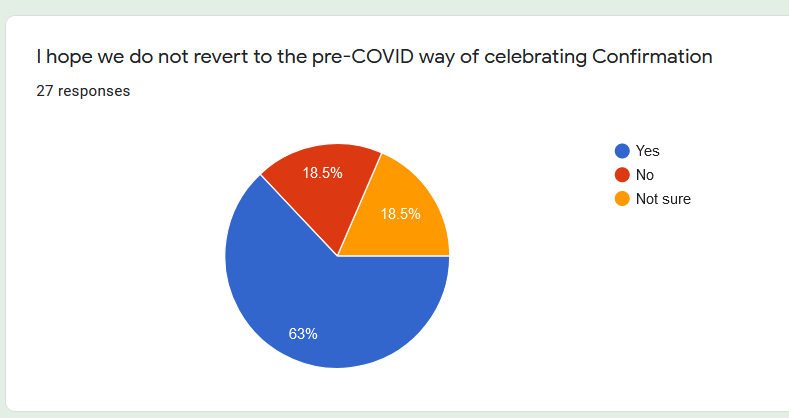 I hope we do not revert to the pre-COVID way of celebrating Confirmation
27 responses
18.5%
18.5%
63%
Yes
No
Not sure